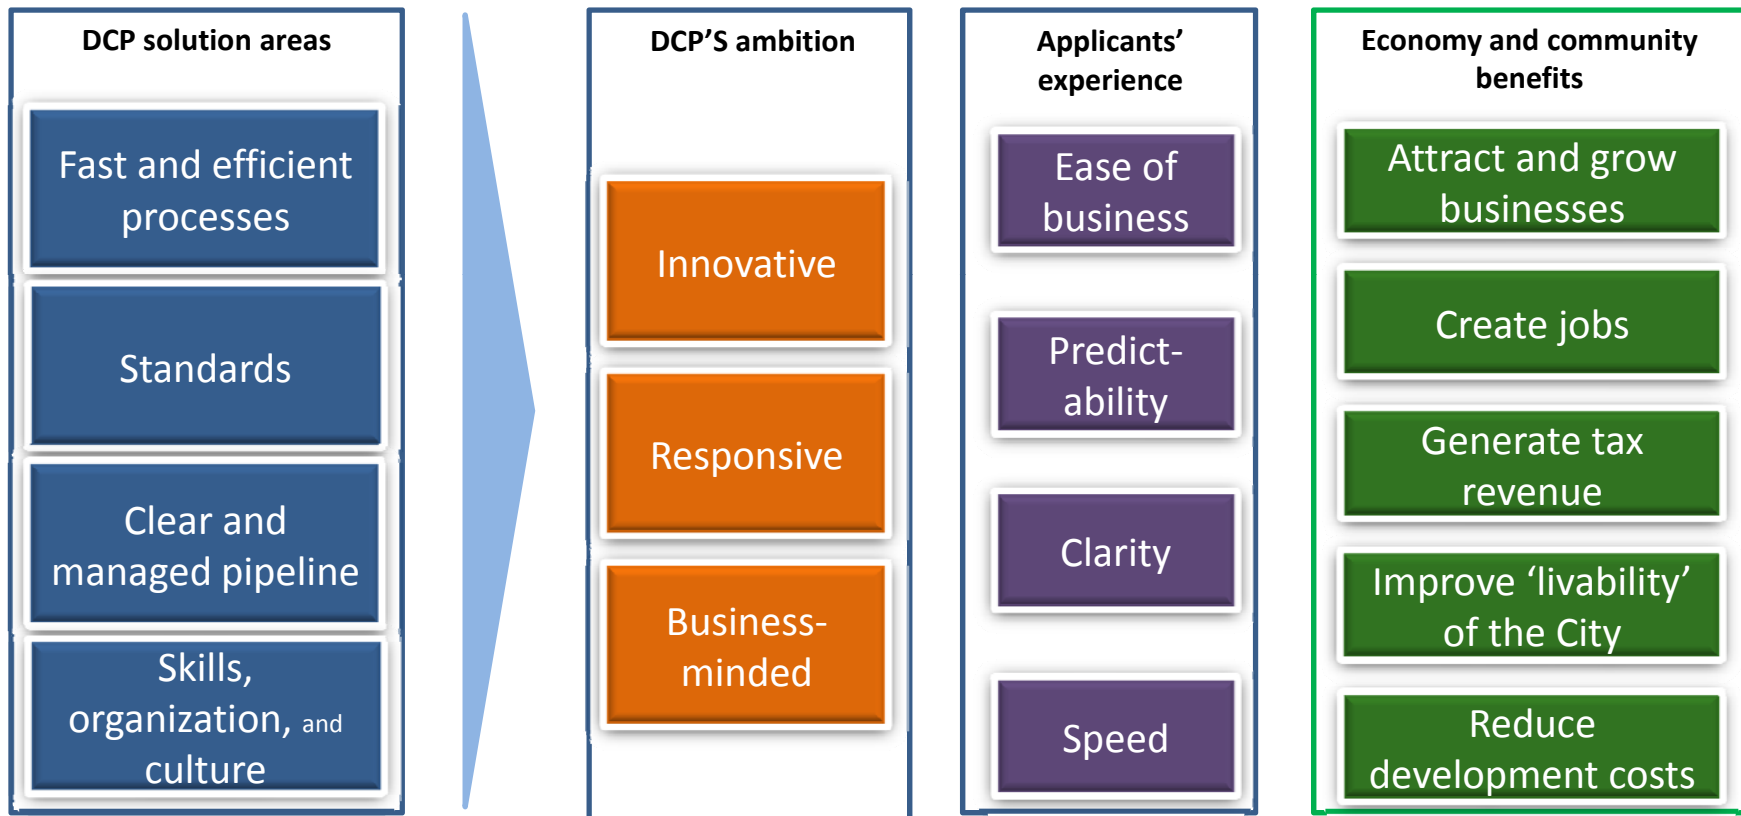 DCP solution areas
Fast and efficient
processes
Standards
Clear and
managed pipeline
Skills,
organization, and
culture
DCP’S ambition
Innovative
Responsive
Business-
minded
Applicants’
experience
Ease of
business
Predict-
ability
Clarity
Speed
Economy and community
benefits
Attract and grow
businesses
Create jobs
Generate tax
revenue
Improve ‘livability’
of the City
Reduce
development costs